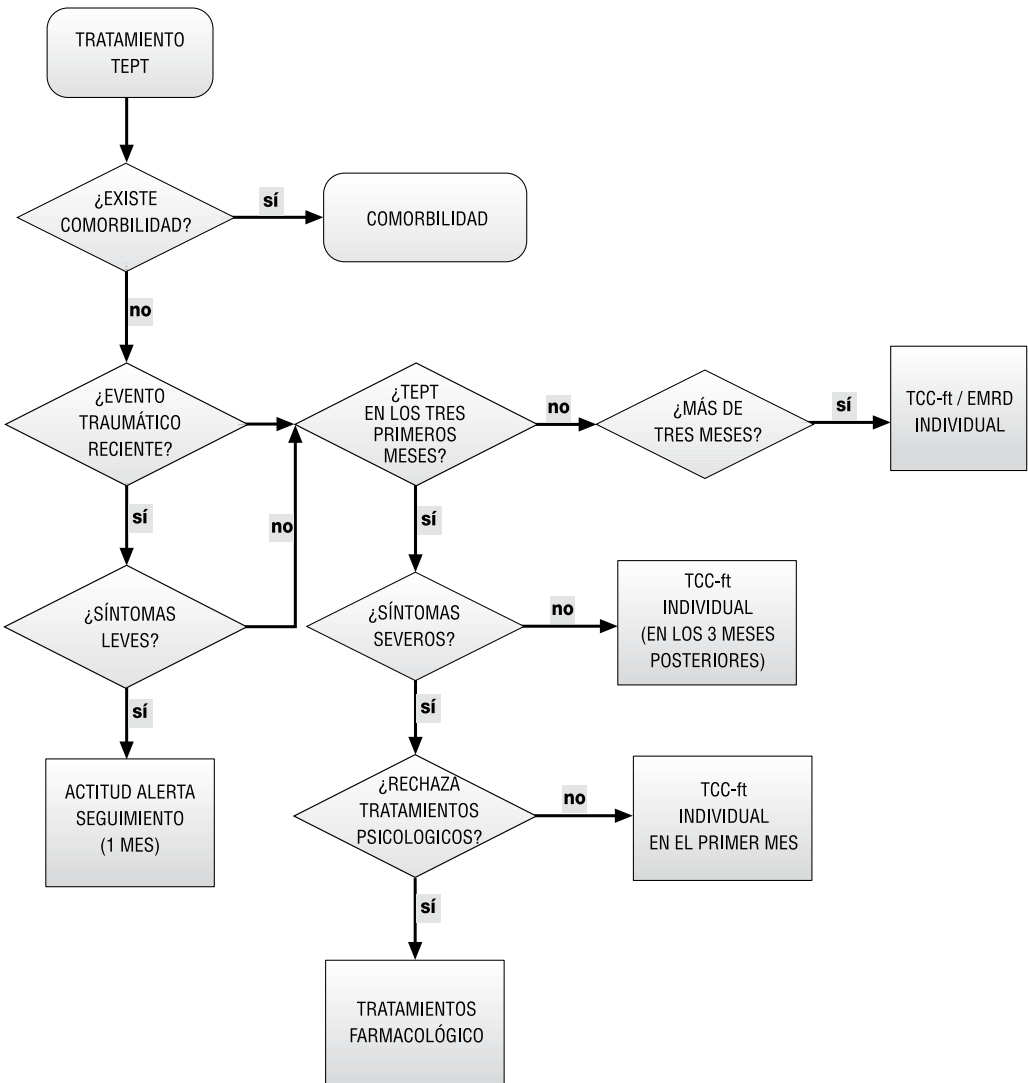 TRATAMIENTO
TEPT
¿EXISTE
COMORBILIDAD?
sí
COMORBILIDAD
no
¿EVENTO
TRAUMÁTICO
RECIENTE?
¿TEPT
EN LOS TRES
PRIMEROS
MESES?
no
¿MÁS DE
TRES MESES?
sí
TCC-ft / EMRD
INDIVIDUAL
sí
no
sí
¿SÍNTOMAS
LEVES?
¿SÍNTOMAS
SEVEROS?
no
TCC-ft
INDIVIDUAL
(EN LOS 3 MESES
POSTERIORES)
sí
sí
ACTITUD ALERTA
SEGUIMIENTO
(1 MES)
¿RECHAZA
TRATAMIENTOS
PSICOLOGICOS?
no
TCC-ft
INDIVIDUAL
EN EL PRIMER MES
sí
TRATAMIENTOS
FARMACOLÓGICO